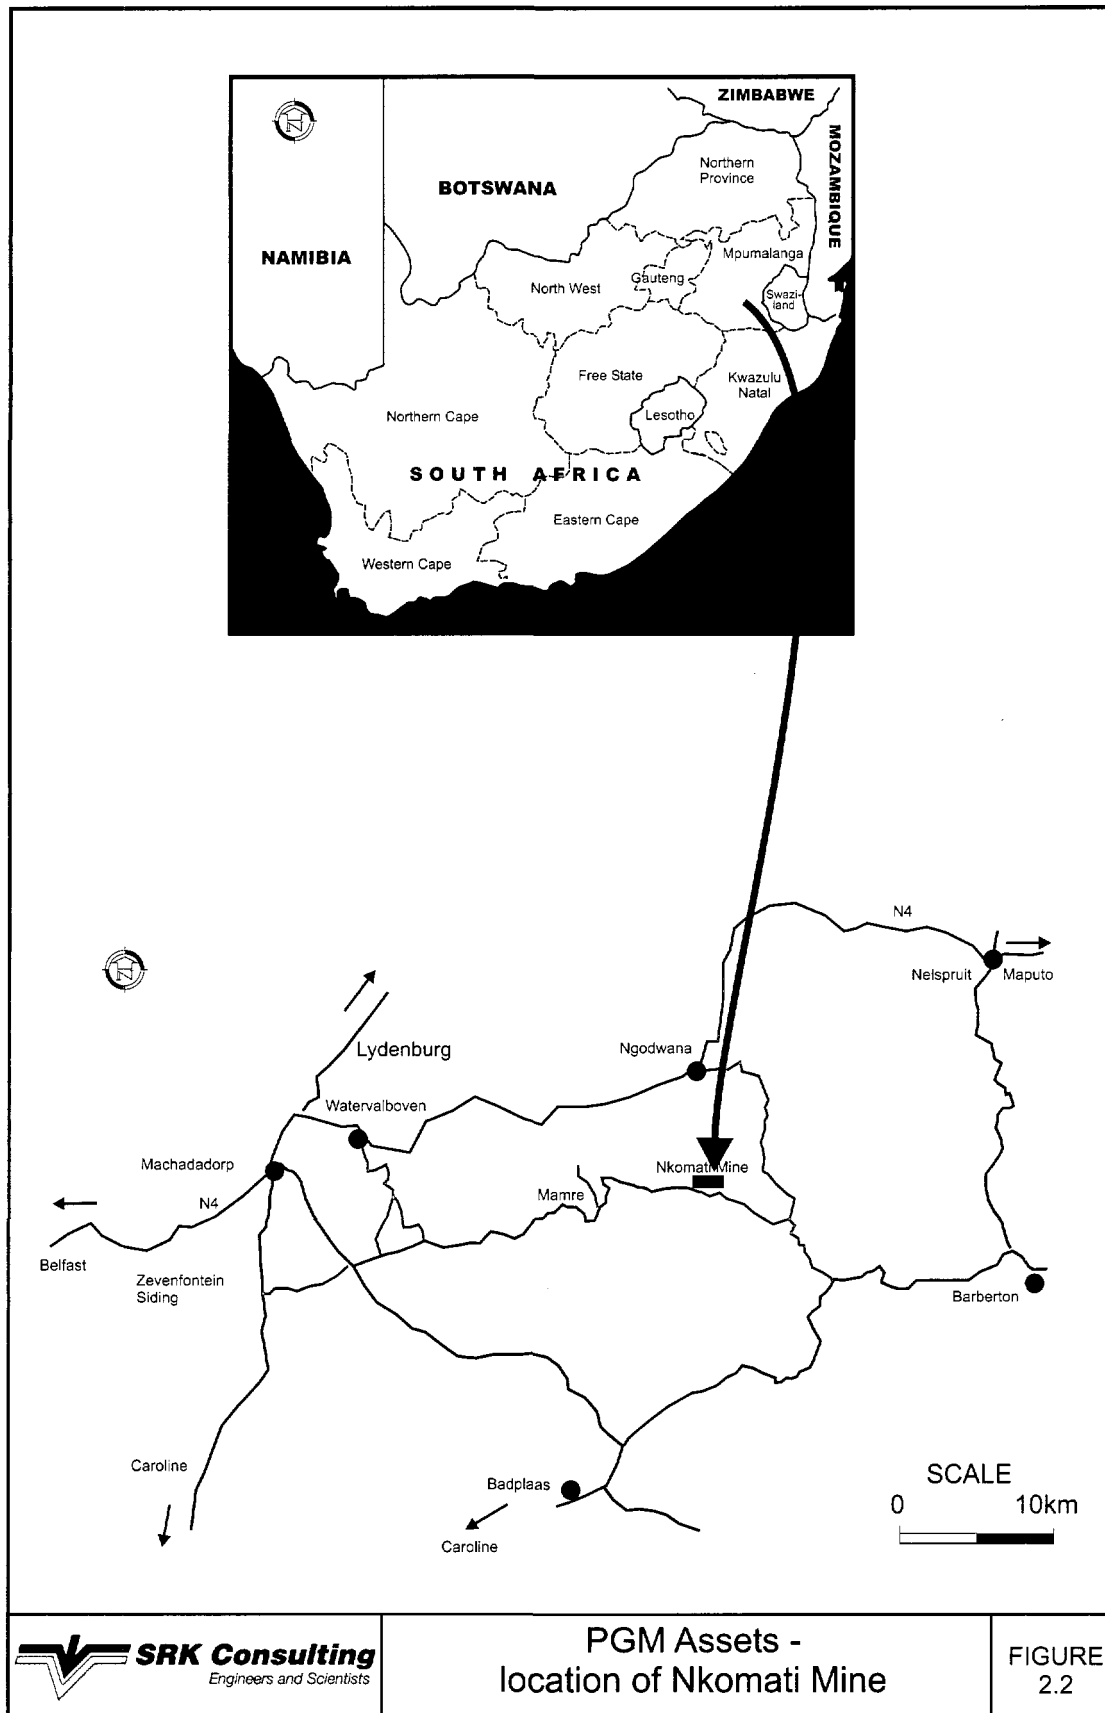 ZIMBABWE
MOZAMBIQUE
N
Northern
Province
BOTSWANA
NAMIBIA
Mpumalanga
Gauteng
North West
Swazi-
land
Free State
Kwazulu
Natal
Northern Cape
Lesotho
SOUTH AFRICA
Eastern Cape
Western Cape
N4
N
Nelspruit
Maputo
Lydenburg
Ngodwana
Watervalboven
Machadadorp
Nkomati Mine
N4
Mamre
Belfast
Zevenfontein
Siding
Barberton
Caroline
Badplaas
Caroline
SCALE
0 10km
SRK Consulting
Engineers and Scientists
PGM Assets -
location of Nkomati Mine
FIGURE
2.2